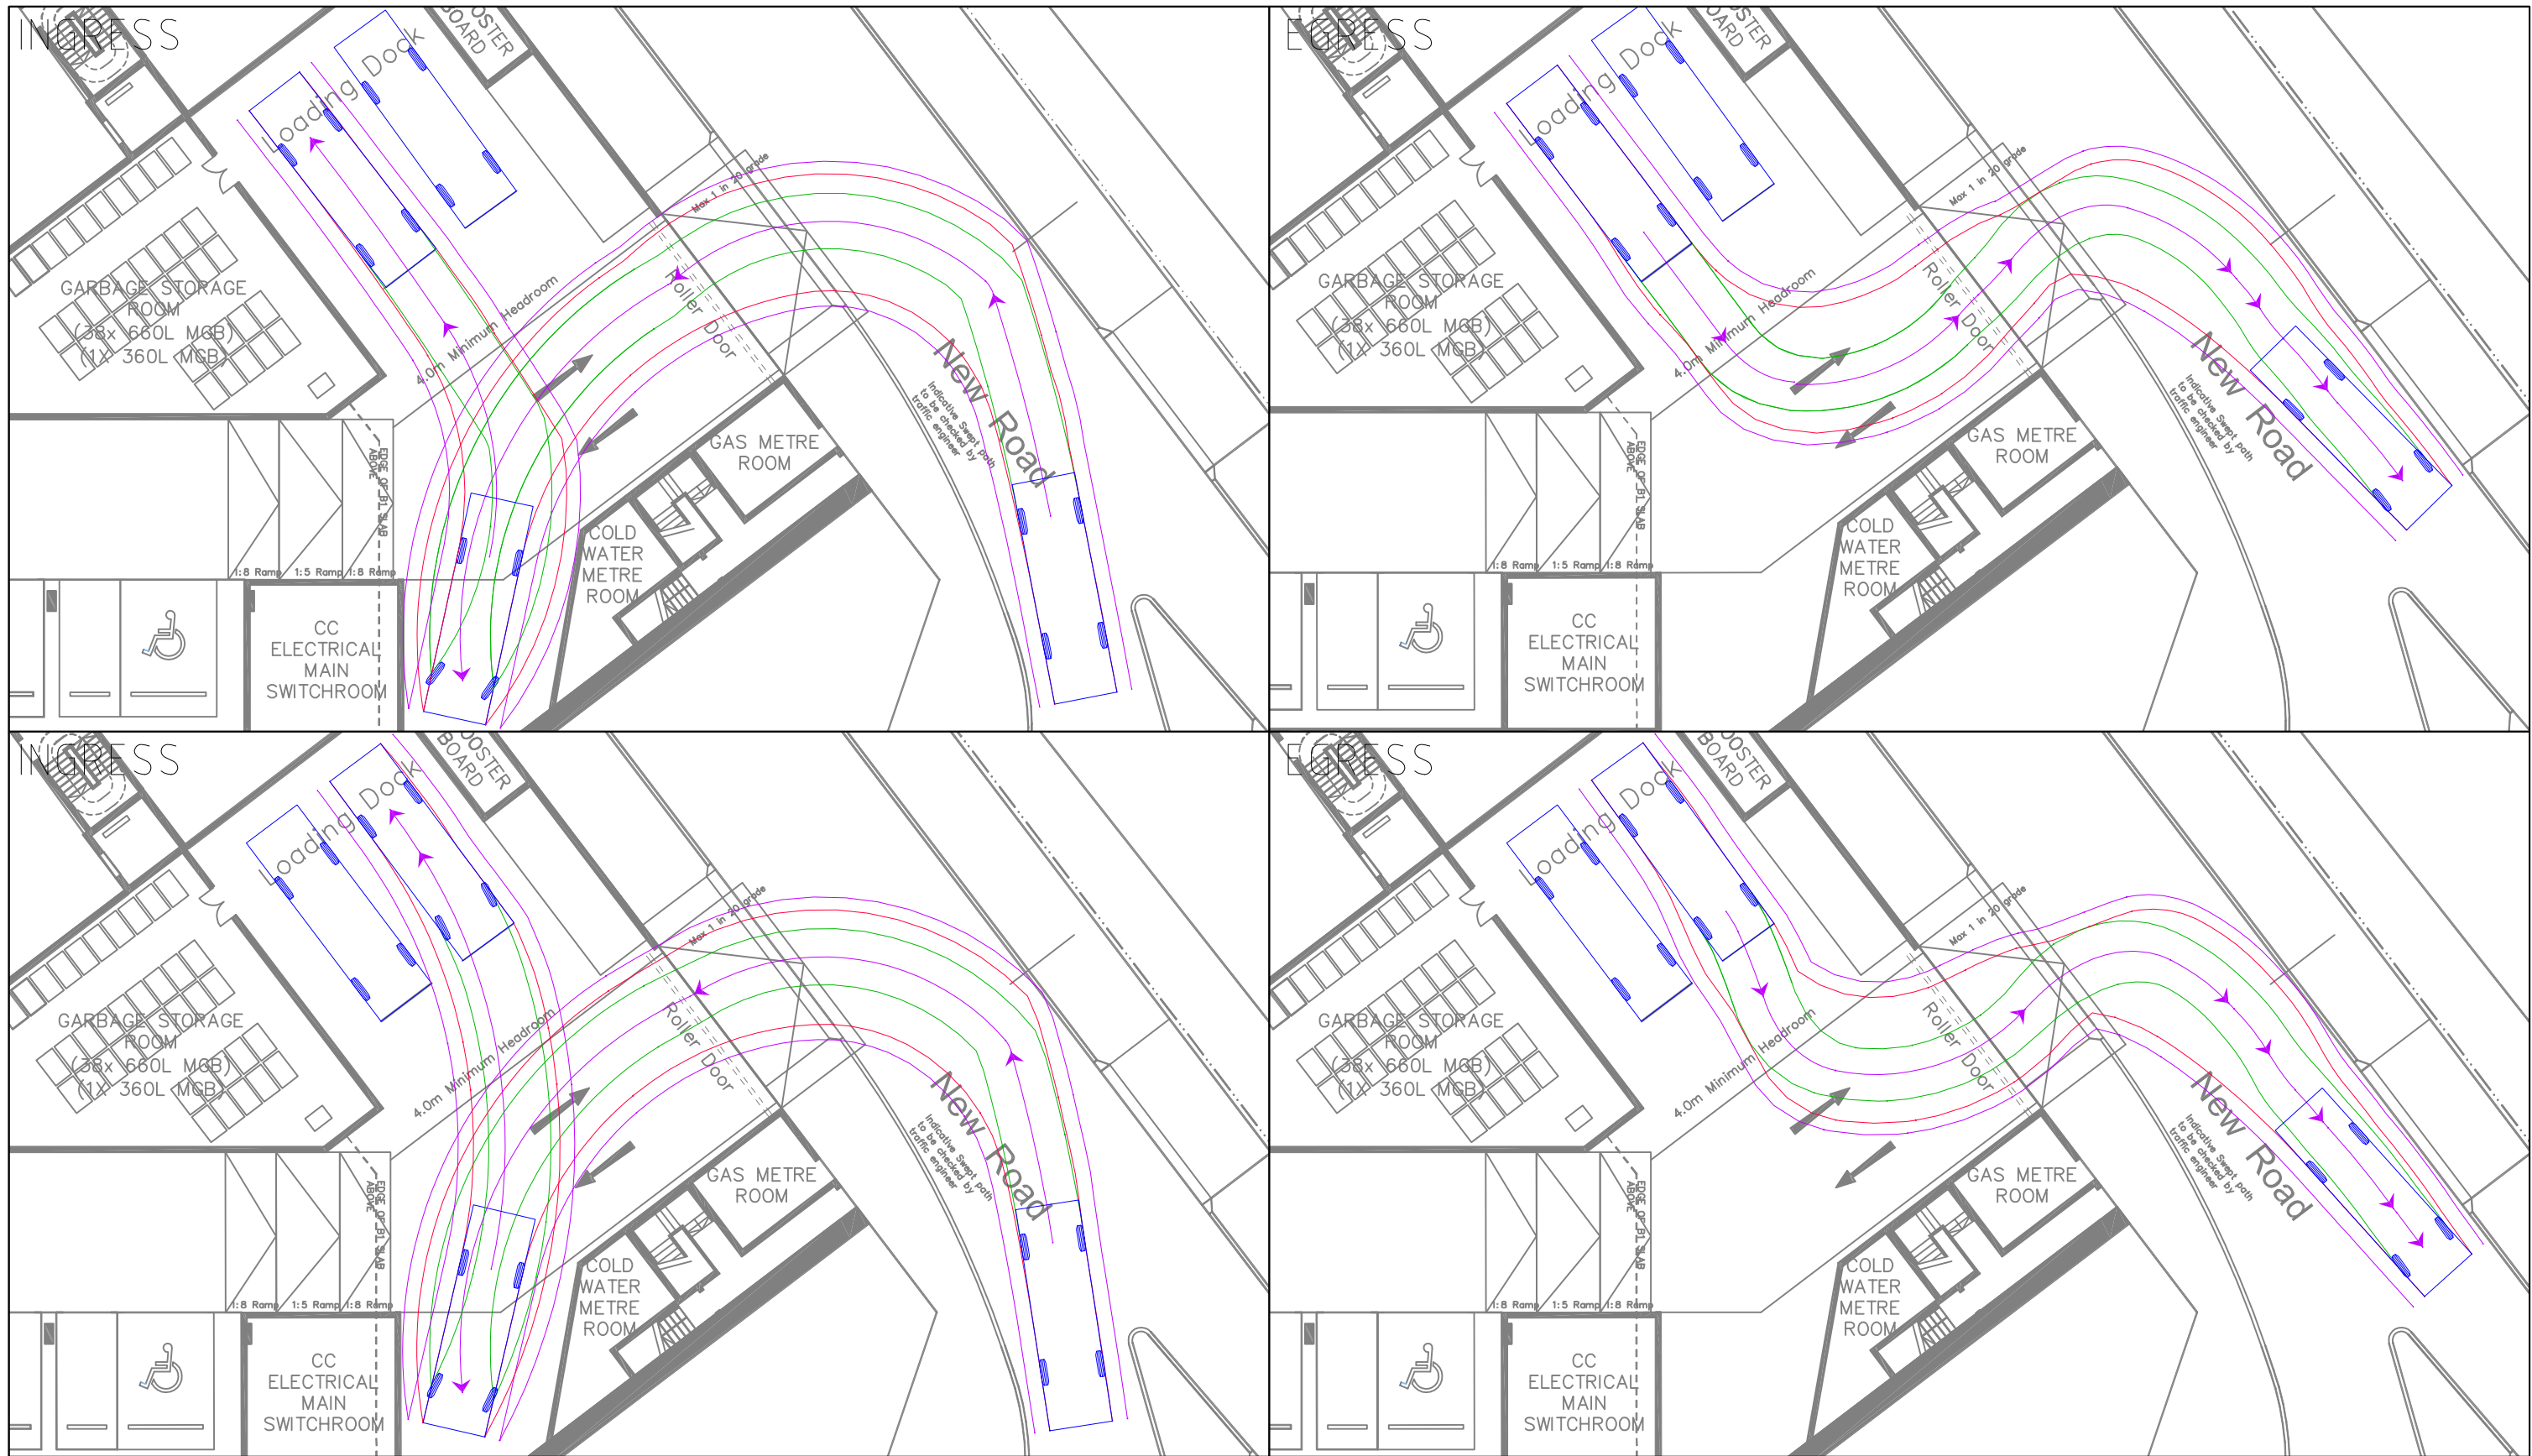 INGRESS
OOSTER
BOARD
Loading Dock
Max 1 in 20 grade
GARBAGE STORAGE
ROOM
(38x 660L MGB)
(1X 360L MGB)
4.0m Minimum Headroom
Roller Door
New Road
Indicative Swept path
to be checked by
traffic engineer
GAS METRE
ROOM
EDGE OF B1 SLAB
ABOVE
COLD
WATER
METRE
ROOM
1:8 Ramp
1:5 Ramp
1:8 Ramp
CC
ELECTRICAL
MAIN
SWITCHROOM
EGRESS
OSTER
OARD
Loading Dock
Max 1 in 20 grade
GARBAGE STORAGE
ROOM
(38x 660L MGB)
(1X 360L MGB)
4.0m Minimum Headroom
Roller Door
New Road
Indicative Swept path
to be checked by
traffic engineer
GAS METRE
ROOM
EDGE OF B1 SLAB
ABOVE
COLD
WATER
METRE
ROOM
1:8 Ramp
1:5 Ramp
1:8 Ramp
CC
ELECTRICAL
MAIN
SWITCHROOM
INGRESS
OOSTER
BOARD
Loading Dock
Max 1 in 20 grade
GARBAGE STORAGE
ROOM
(38x 660L MGB)
(1X 360L MGB)
4.0m Minimum Headroom
Roller Door
New Road
Indicative Swept path
to be checked by
traffic engineer
GAS METRE
ROOM
EDGE OF B1 SLAB
ABOVE
COLD
WATER
METRE
ROOM
1:8 Ramp
1:5 Ramp
1:8 Ramp
CC
ELECTRICAL
MAIN
SWITCHROOM
EGRESS
OOSTER
BOARD
Loading Dock
Max 1 in 20 grade
GARBAGE STORAGE
ROOM
(38x 660L MGB)
(1X 360L MGB)
4.0m Minimum Headroom
Roller Door
New Road
Indicative Swept path
to be checked by
traffic engineer
GAS METRE
ROOM
EDGE OF B1 SLAB
ABOVE
COLD
WATER
METRE
ROOM
1:8 Ramp
1:5 Ramp
1:8 Ramp
CC
ELECTRICAL
MAIN
SWITCHROOM